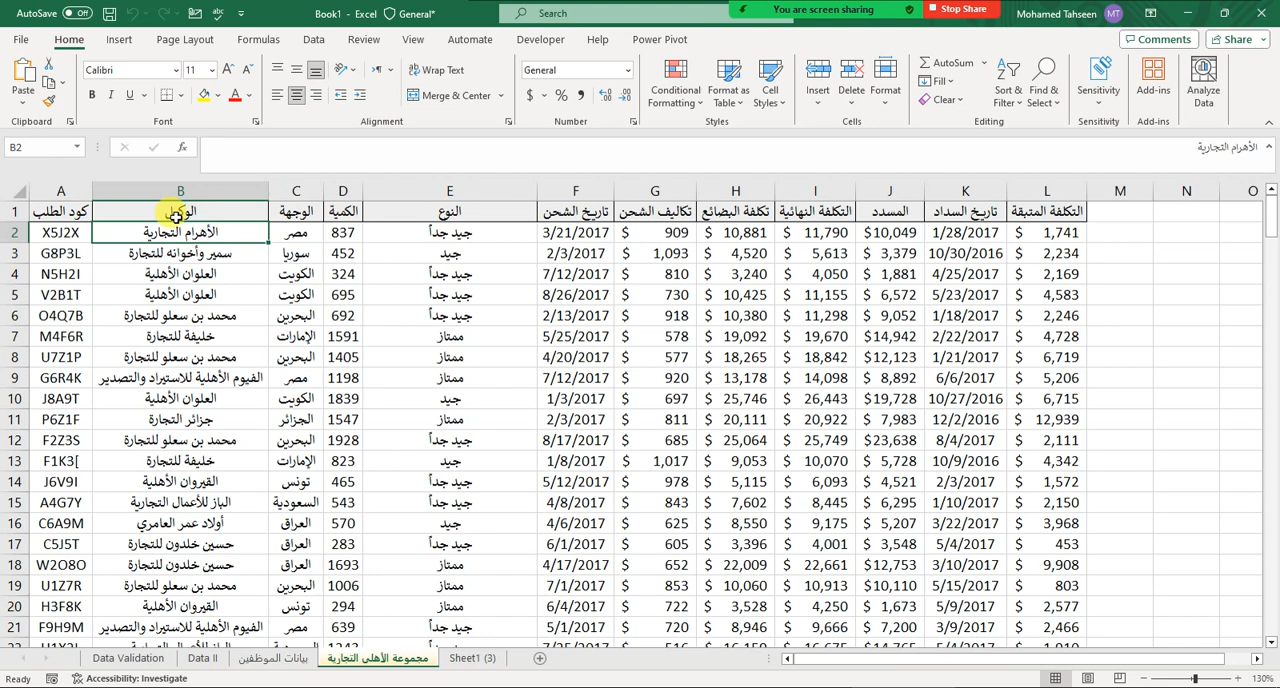 AutoSave Off Book1 - Excel General* Search You are screen sharing Stop Share Mohamed Tahseen MT
File Home Insert Page Layout Formulas Data Review View Automate Developer Help Power Pivot Comments Share
Paste Calibri 11 Wrap Text General Conditional Formatting Format as Table Cell Styles Insert Delete Format AutoSum Sort & Filter Find & Select Sensitivity Add-ins Analyze Data
B I U Merge & Center $ % Fill Clear
Clipboard Font Alignment Number Styles Cells Editing Sensitivity Add-ins
B2 fx الأهرام التجارية
A B C D E F G H I J K L M N O
1 كود الطلب الوكيل الوجهة الكمية النوع تاريخ الشحن تكاليف الشحن تكلفة البضائع التكلفة النهائية المسدد تاريخ السداد التكلفة المتبقة
2 X5J2X الأهرام التجارية مصر 837 جيد جداً 3/21/2017 $ 909 $ 10,881 $ 11,790 $10,049 1/28/2017 $ 1,741
3 G8P3L سمير وأخوانه للتجارة سوريا 452 جيد 2/3/2017 $ 1,093 $ 4,520 $ 5,613 $ 3,379 10/30/2016 $ 2,234
4 N5H2I العلوان الأهلية الكويت 324 جيد جداً 7/12/2017 $ 810 $ 3,240 $ 4,050 $ 1,881 4/25/2017 $ 2,169
5 V2B1T العلوان الأهلية الكويت 695 جيد جداً 8/26/2017 $ 730 $ 10,425 $ 11,155 $ 6,572 5/23/2017 $ 4,583
6 O4Q7B محمد بن سعلو للتجارة البحرين 692 جيد جداً 2/13/2017 $ 918 $ 10,380 $ 11,298 $ 9,052 1/18/2017 $ 2,246
7 M4F6R خليفة للتجارة الإمارات 1591 ممتاز 5/25/2017 $ 578 $ 19,092 $ 19,670 $14,942 2/22/2017 $ 4,728
8 U7Z1P محمد بن سعلو للتجارة البحرين 1405 ممتاز 4/20/2017 $ 577 $ 18,265 $ 18,842 $12,123 1/21/2017 $ 6,719
9 G6R4K الفيوم الأهلية للاستيراد والتصدير مصر 1198 ممتاز 7/12/2017 $ 920 $ 13,178 $ 14,098 $ 8,892 6/6/2017 $ 5,206
10 J8A9T العلوان الأهلية الكويت 1839 جيد 1/3/2017 $ 697 $ 25,746 $ 26,443 $19,728 10/27/2016 $ 6,715
11 P6Z1F جزائر التجارة الجزائر 1547 ممتاز 2/3/2017 $ 811 $ 20,111 $ 20,922 $ 7,983 12/2/2016 $ 12,939
12 F2Z3S محمد بن سعلو للتجارة البحرين 1928 جيد جداً 8/17/2017 $ 685 $ 25,064 $ 25,749 $23,638 8/4/2017 $ 2,111
13 F1K3[ خليفة للتجارة الإمارات 823 جيد 1/8/2017 $ 1,017 $ 9,053 $ 10,070 $ 5,728 10/9/2016 $ 4,342
14 J6V9I القيروان الأهلية تونس 465 جيد جداً 5/12/2017 $ 978 $ 5,115 $ 6,093 $ 4,521 2/3/2017 $ 1,572
15 A4G7Y الباز للأعمال التجارية السعودية 543 جيد جداً 4/8/2017 $ 843 $ 7,602 $ 8,445 $ 6,295 1/10/2017 $ 2,150
16 C6A9M أولاد عمر العامري العراق 570 جيد 4/6/2017 $ 625 $ 8,550 $ 9,175 $ 5,207 3/22/2017 $ 3,968
17 C5J5T حسين خلدون للتجارة العراق 283 جيد جداً 6/1/2017 $ 605 $ 3,396 $ 4,001 $ 3,548 5/4/2017 $ 453
18 W2O8O حسين خلدون للتجارة العراق 1693 ممتاز 4/17/2017 $ 652 $ 22,009 $ 22,661 $12,753 3/10/2017 $ 9,908
19 U1Z7R محمد بن سعلو للتجارة البحرين 1006 ممتاز 7/1/2017 $ 853 $ 10,060 $ 10,913 $10,110 5/15/2017 $ 803
20 H3F8K القيروان الأهلية تونس 294 ممتاز 6/4/2017 $ 722 $ 3,528 $ 4,250 $ 1,673 5/9/2017 $ 2,577
21 F9H9M الفيوم الأهلية للاستيراد والتصدير مصر 639 جيد جداً 5/1/2017 $ 720 $ 8,946 $ 9,666 $ 7,200 3/9/2017 $ 2,466
Data Validation Data II بيانات الموظفين مجموعة الأهلي التجارية Sheet1 (3)
Ready Accessibility: Investigate 130%